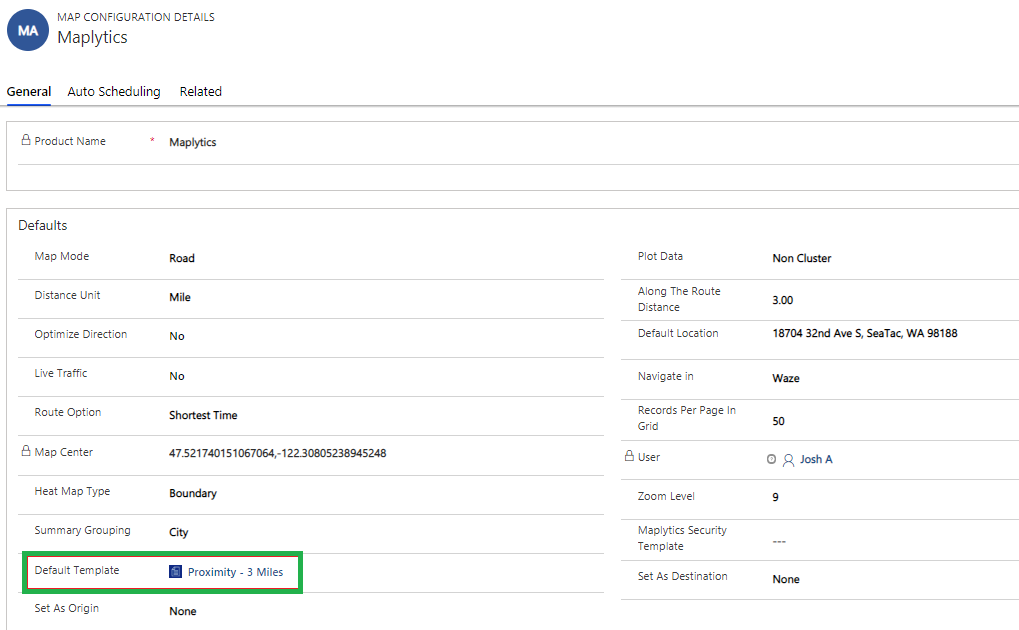 MA
MAP CONFIGURATION DETAILS
Maplytics
General Auto Scheduling Related
Product Name * Maplytics
Defaults
Map Mode Road
Distance Unit Mile
Optimize Direction No
Live Traffic No
Route Option Shortest Time
Map Center 47.521740151067064,-122.30805238945248
Heat Map Type Boundary
Summary Grouping City
Default Template Proximity - 3 Miles
Set As Origin None
Plot Data Non Cluster
Along The Route
Distance 3.00
Default Location 18704 32nd Ave S, SeaTac, WA 98188
Navigate in Waze
Records Per Page In
Grid 50
User Josh A
Zoom Level 9
Maplytics Security
Template ---
Set As Destination None